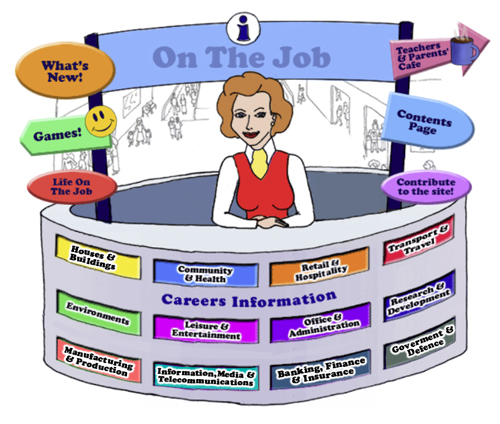 i
On The Job
What's
New!
Teachers
& Parents'
Cafe
Games!
Contents
Page
Life On
The Job
Contribute
to the site!
Houses &
Buildings
Community
& Health
Retail &
Hospitality
Transport &
Travel
Careers Information
Environments
Leisure &
Entertainment
Office &
Administration
Research &
Development
Manufacturing
& Production
Information, Media &
Telecommunications
Banking, Finance
& Insurance
Goverment &
Defence